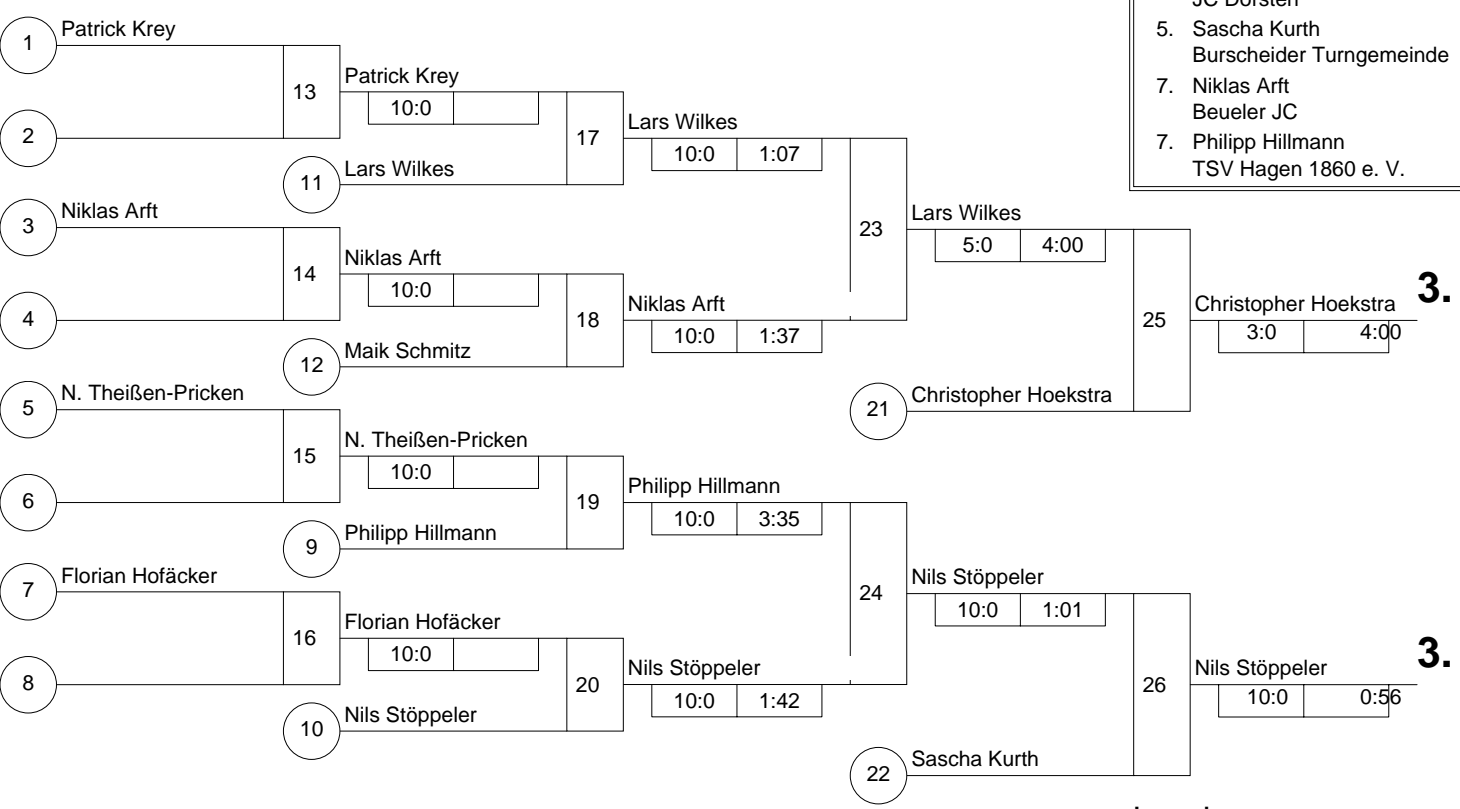 JC Dorsten
5. Sascha Kurth
Burscheider Turngemeinde
7. Niklas Arft
Beueler JC
7. Philipp Hillmann
TSV Hagen 1860 e. V.
1 Patrick Krey
13
Patrick Krey
10:0
2
17
Lars Wilkes
10:0 1:07
11 Lars Wilkes
3 Niklas Arft
23
Lars Wilkes
5:0 4:00
14
Niklas Arft
10:0
4
18
Niklas Arft
10:0 1:37
12 Maik Schmitz
25
Christopher Hoekstra 3.
3:0 4:00
5 N. Theißen-Pricken
21 Christopher Hoekstra
15
N. Theißen-Pricken
10:0
6
19
Philipp Hillmann
10:0 3:35
9 Philipp Hillmann
7 Florian Hofäcker
24
Nils Stöppeler
10:0 1:01
16
Florian Hofäcker
10:0
8
20
Nils Stöppeler
10:0 1:42
10 Nils Stöppeler
26
Nils Stöppeler 3.
10:0 0:56
22 Sascha Kurth